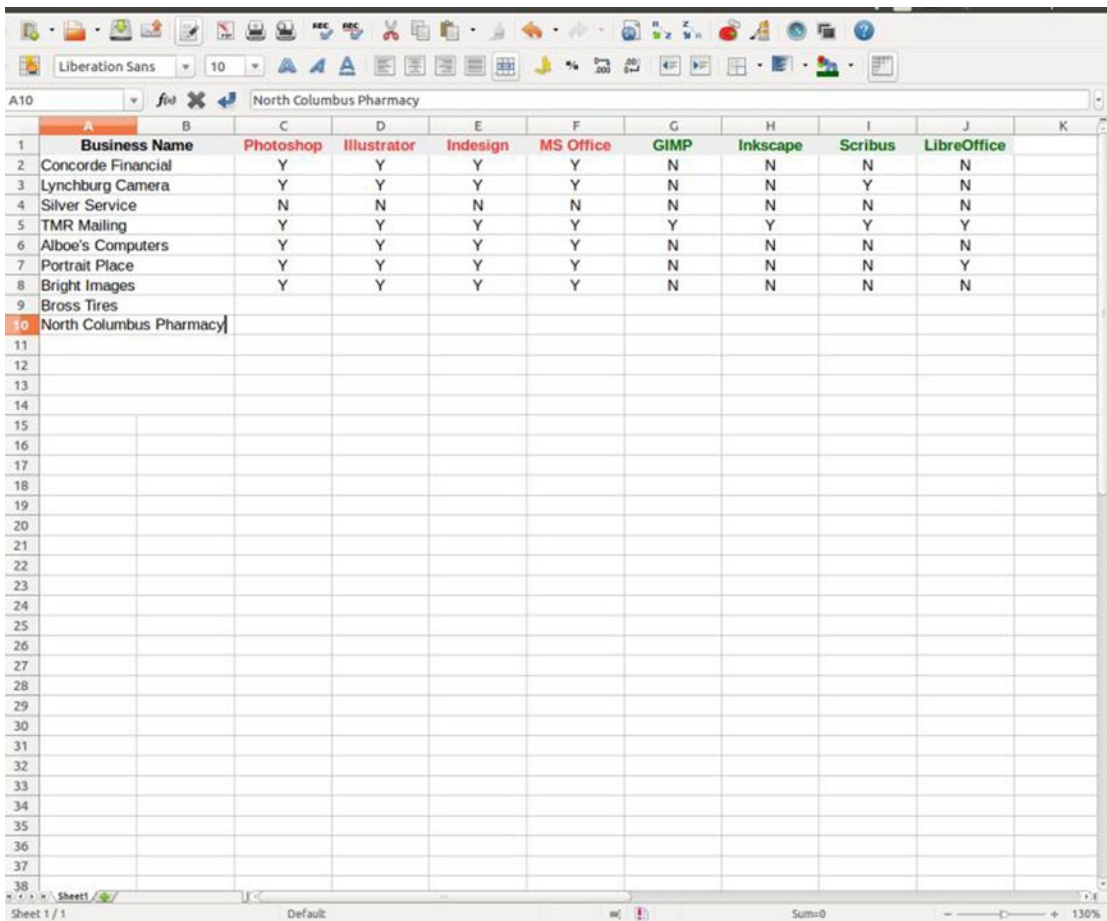 Liberation Sans 10
A10 f(x) North Columbus Pharmacy
A B C D E F G H I J K
1 Business Name Photoshop Illustrator Indesign MS Office GIMP Inkscape Scribus LibreOffice
2 Concorde Financial Y Y Y Y N N N N
3 Lynchburg Camera Y Y Y Y N N Y N
4 Silver Service N N N N N N N N
5 TMR Mailing Y Y Y Y Y Y Y Y
6 Alboe's Computers Y Y Y Y N N N N
7 Portrait Place Y Y Y Y N N N Y
8 Bright Images Y Y Y Y N N N N
9 Bross Tires
10 North Columbus Pharmacy
11
12
13
14
15
16
17
18
19
20
21
22
23
24
25
26
27
28
29
30
31
32
33
34
35
36
37
38
Sheet1
Sheet 1 / 1 Default Sum=0 130%